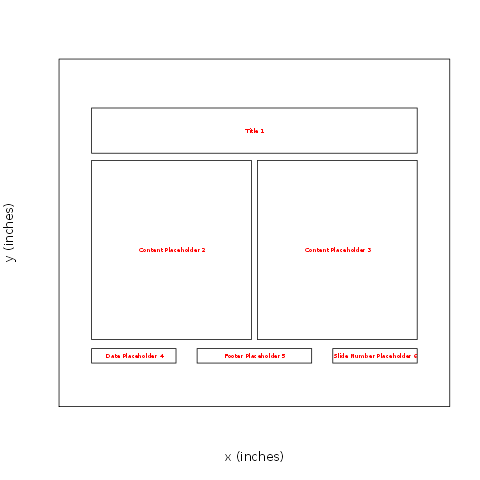 Title 1
Content Placeholder 2
Content Placeholder 3
Date Placeholder 4
Footer Placeholder 5
Slide Number Placeholder 6
y (inches)
x (inches)